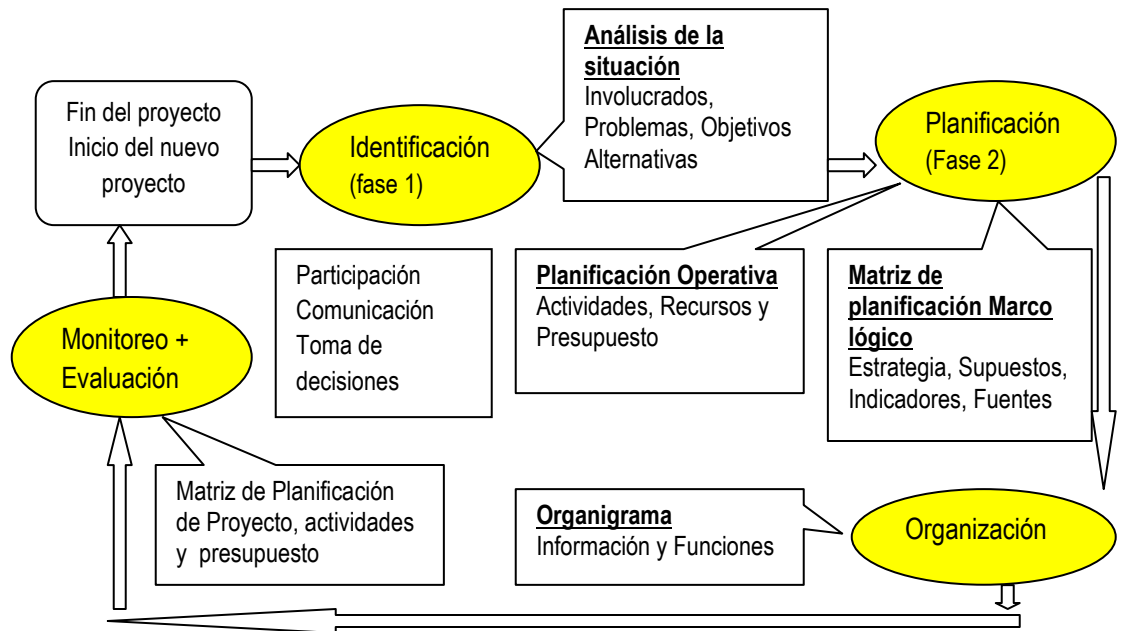 Fin del proyecto
Inicio del nuevo
proyecto
Identificación
(fase 1)
Análisis de la
situación
Involucrados,
Problemas, Objetivos
Alternativas
Planificación
(Fase 2)
Participación
Comunicación
Toma de
decisiones
Planificación Operativa
Actividades, Recursos y
Presupuesto
Matriz de
planificación Marco
lógico
Estrategia, Supuestos,
Indicadores, Fuentes
Monitoreo +
Evaluación
Matriz de Planificación
de Proyecto, actividades
y presupuesto
Organigrama
Información y Funciones
Organización